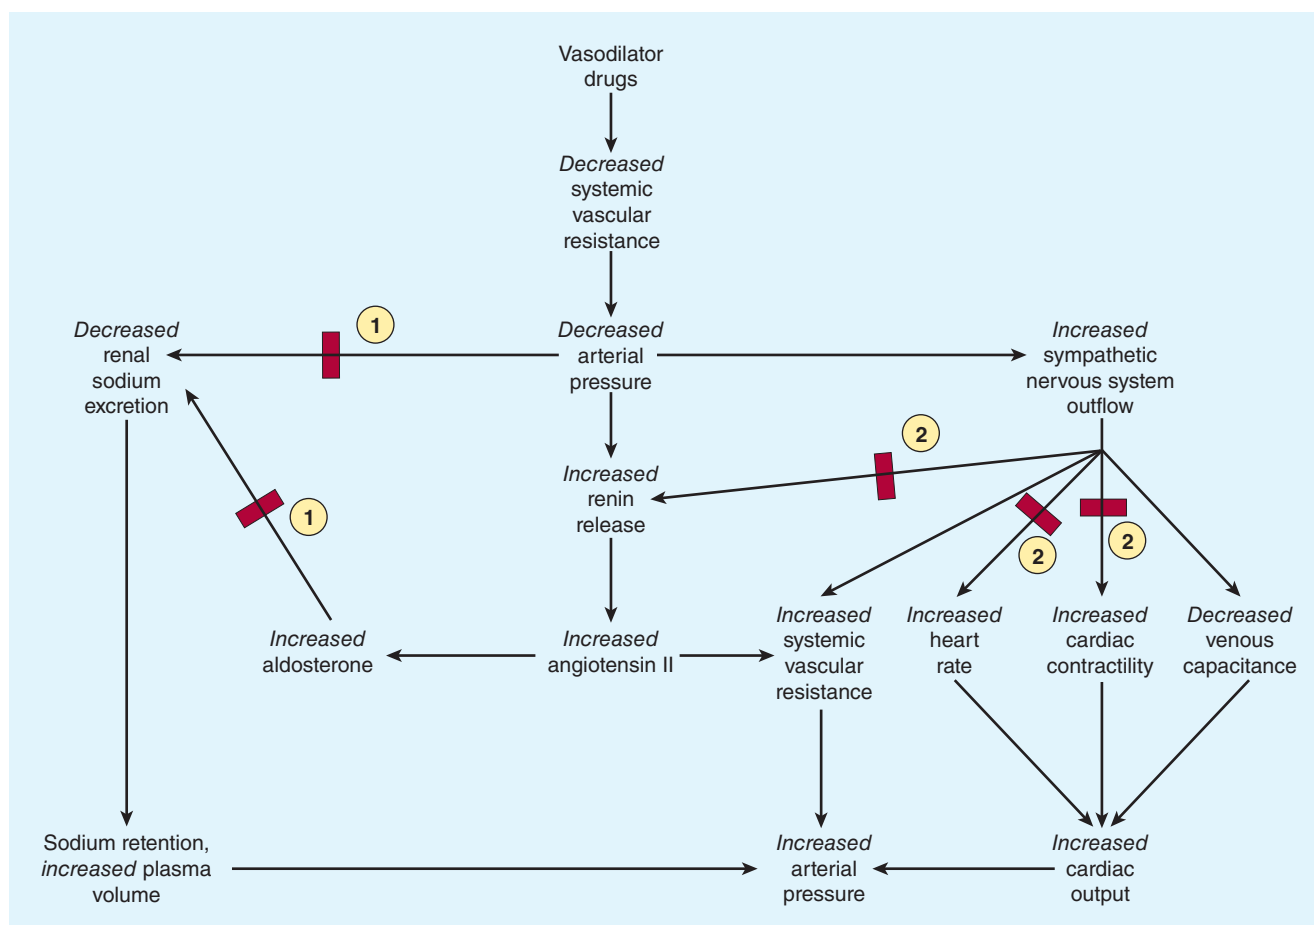 Vasodilator
drugs
Decreased
systemic
vascular
resistance
1
Decreased
renal
sodium
excretion
Decreased
arterial
pressure
Increased
sympathetic
nervous system
outflow
2
Increased
renin
release
1
2
2
Increased
aldosterone
Increased
angiotensin II
Increased
systemic
vascular
resistance
Increased
heart
rate
Increased
cardiac
contractility
Decreased
venous
capacitance
Sodium retention,
increased plasma
volume
Increased
arterial
pressure
Increased
cardiac
output